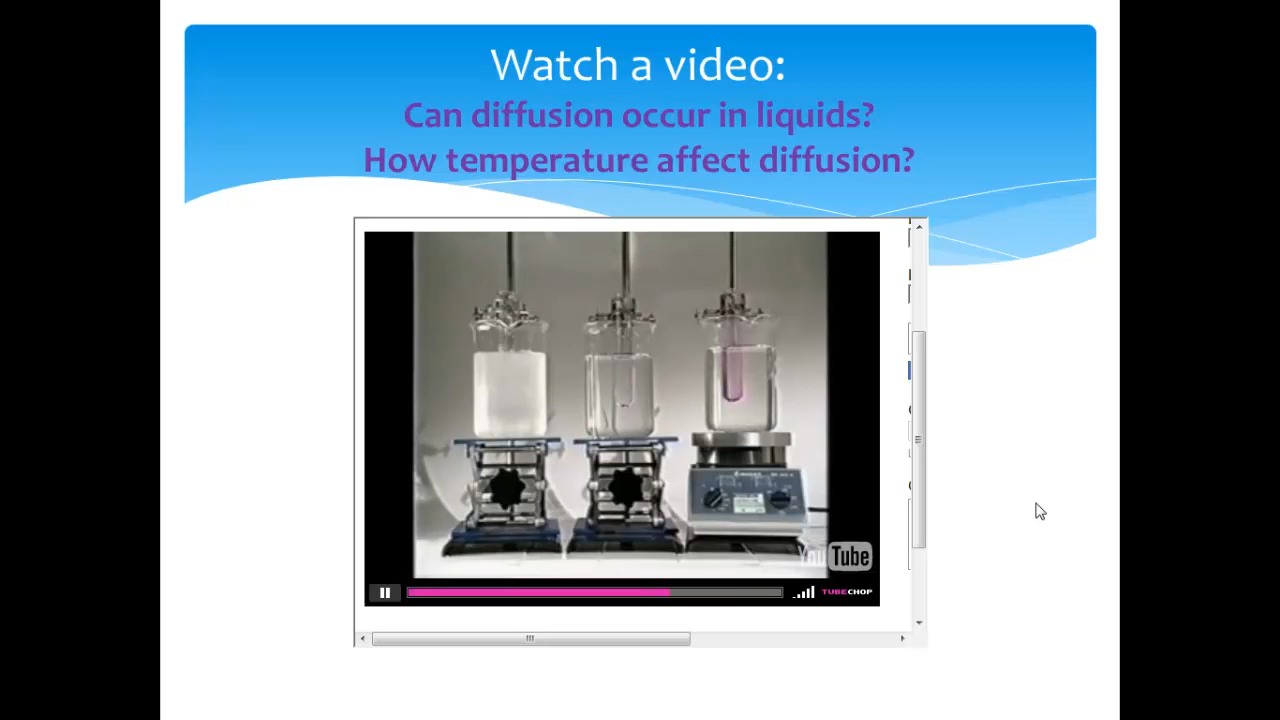 Watch a video:
Can diffusion occur in liquids?
How temperature affect diffusion?
YouTube
TUBECHOP